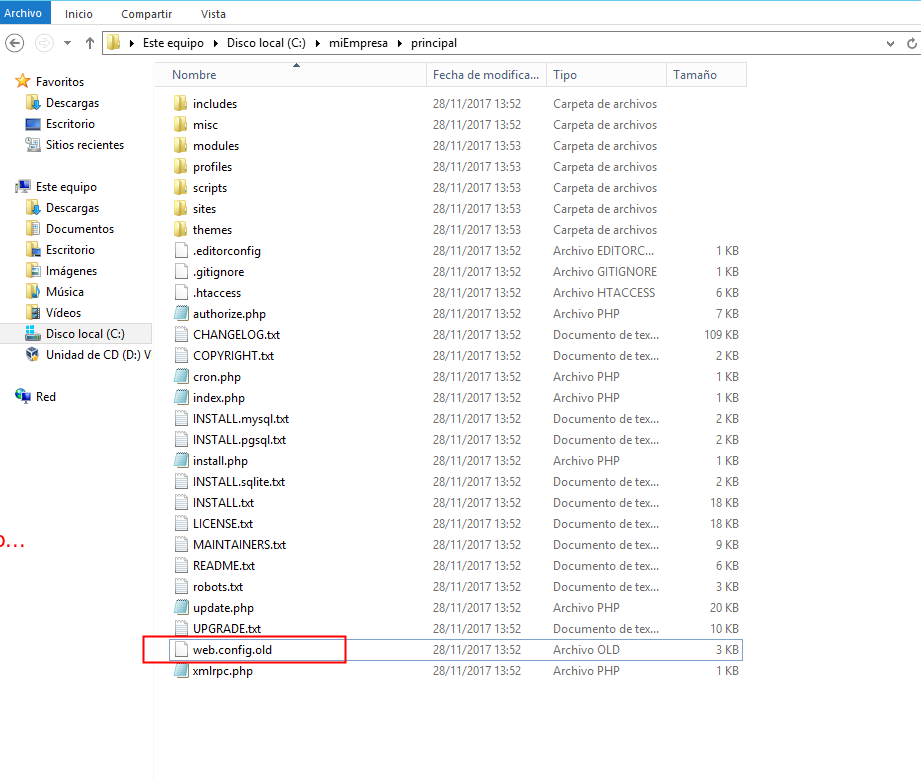 Archivo Inicio Compartir Vista
Este equipo Disco local (C:) miEmpresa principal
Favoritos
Descargas
Escritorio
Sitios recientes
Este equipo
Descargas
Documentos
Escritorio
Imágenes
Música
Vídeos
Disco local (C:)
Unidad de CD (D:) V
Red
Nombre Fecha de modifica... Tipo Tamaño
includes 28/11/2017 13:52 Carpeta de archivos
misc 28/11/2017 13:52 Carpeta de archivos
modules 28/11/2017 13:53 Carpeta de archivos
profiles 28/11/2017 13:53 Carpeta de archivos
scripts 28/11/2017 13:53 Carpeta de archivos
sites 28/11/2017 13:53 Carpeta de archivos
themes 28/11/2017 13:53 Carpeta de archivos
.editorconfig 28/11/2017 13:52 Archivo EDITORC... 1 KB
.gitignore 28/11/2017 13:52 Archivo GITIGNORE 1 KB
.htaccess 28/11/2017 13:52 Archivo HTACCESS 6 KB
authorize.php 28/11/2017 13:52 Archivo PHP 7 KB
CHANGELOG.txt 28/11/2017 13:52 Documento de tex... 109 KB
COPYRIGHT.txt 28/11/2017 13:52 Documento de tex... 2 KB
cron.php 28/11/2017 13:52 Archivo PHP 1 KB
index.php 28/11/2017 13:52 Archivo PHP 1 KB
INSTALL.mysql.txt 28/11/2017 13:52 Documento de tex... 2 KB
INSTALL.pgsql.txt 28/11/2017 13:52 Documento de tex... 2 KB
install.php 28/11/2017 13:52 Archivo PHP 1 KB
INSTALL.sqlite.txt 28/11/2017 13:52 Documento de tex... 2 KB
INSTALL.txt 28/11/2017 13:52 Documento de tex... 18 KB
LICENSE.txt 28/11/2017 13:52 Documento de tex... 18 KB
MAINTAINERS.txt 28/11/2017 13:52 Documento de tex... 9 KB
README.txt 28/11/2017 13:52 Documento de tex... 6 KB
robots.txt 28/11/2017 13:52 Documento de tex... 3 KB
update.php 28/11/2017 13:52 Archivo PHP 20 KB
UPGRADE.txt 28/11/2017 13:52 Documento de tex... 10 KB
web.config.old 28/11/2017 13:52 Archivo OLD 3 KB
xmlrpc.php 28/11/2017 13:52 Archivo PHP 1 KB